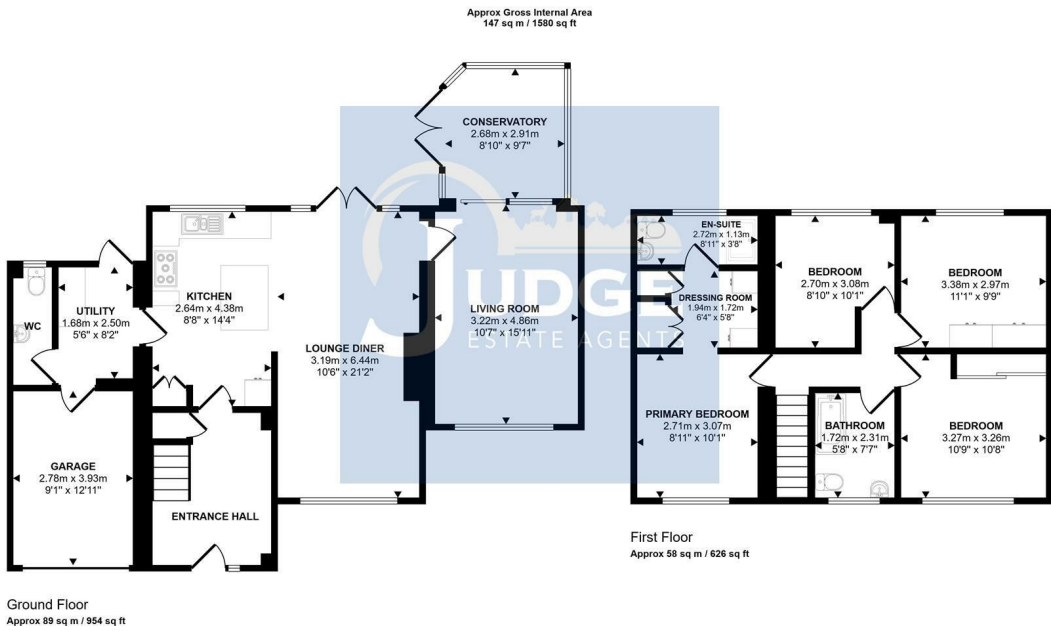 Approx Gross Internal Area
147 sq m / 1580 sq ft
CONSERVATORY
2.68m x 2.91m
8'10" x 9'7"
KITCHEN
2.64m x 4.38m
8'8" x 14'4"
UTILITY
1.68m x 2.50m
5'6" x 8'2"
WC
LOUNGE DINER
3.19m x 6.44m
10'6" x 21'2"
LIVING ROOM
3.22m x 4.86m
10'7" x 15'11"
GARAGE
2.78m x 3.93m
9'1" x 12'11"
ENTRANCE HALL
JUDGE
ESTATE AGENTS
Ground Floor
Approx 89 sq m / 954 sq ft
EN-SUITE
2.72m x 1.13m
8'11" x 3'8"
DRESSING ROOM
1.94m x 1.72m
6'4" x 5'8"
BEDROOM
2.70m x 3.08m
8'10" x 10'1"
BEDROOM
3.38m x 2.97m
11'1" x 9'9"
PRIMARY BEDROOM
2.71m x 3.07m
8'11" x 10'1"
BATHROOM
1.72m x 2.31m
5'8" x 7'7"
BEDROOM
3.27m x 3.26m
10'9" x 10'8"
First Floor
Approx 58 sq m / 626 sq ft